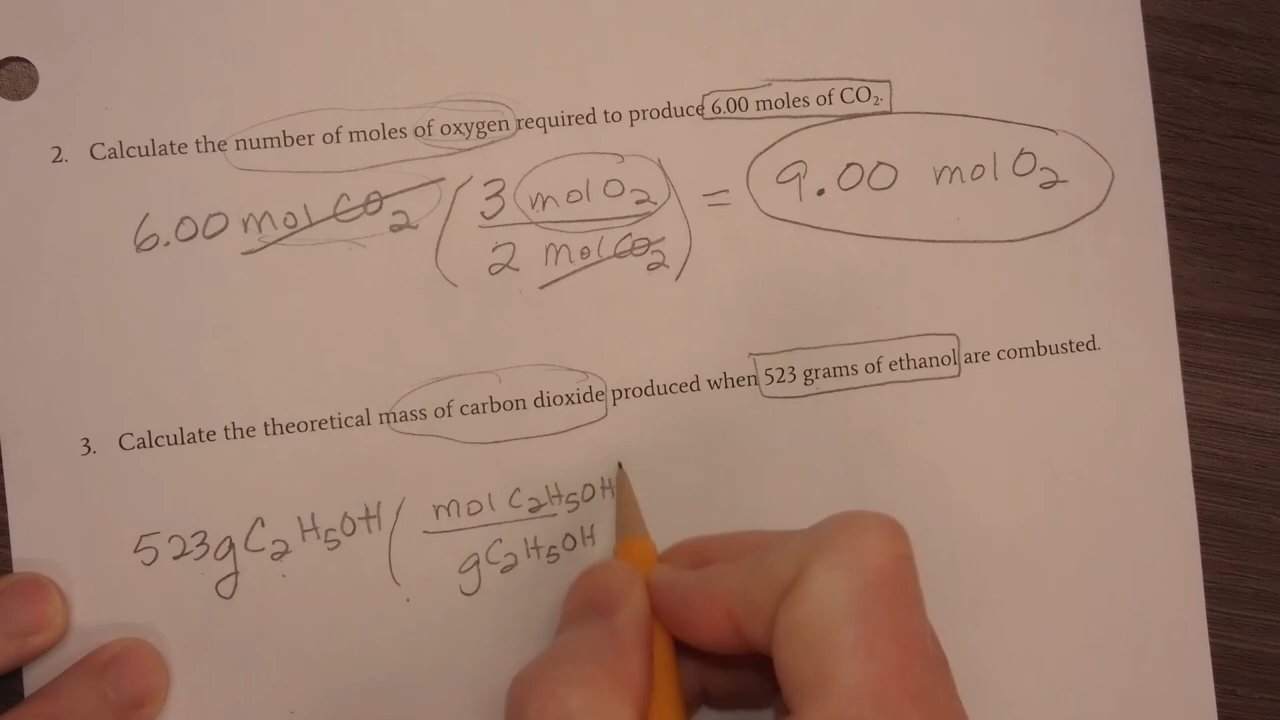 2. Calculate the number of moles of oxygen required to produce 6.00 moles of CO₂.
6.00 mol CO₂ ( 3 mol O₂ / 2 mol CO₂ ) = 9.00 mol O₂
3. Calculate the theoretical mass of carbon dioxide produced when 523 grams of ethanol are combusted.
523g C₂H₅OH ( mol C₂H₅OH / g C₂H₅OH